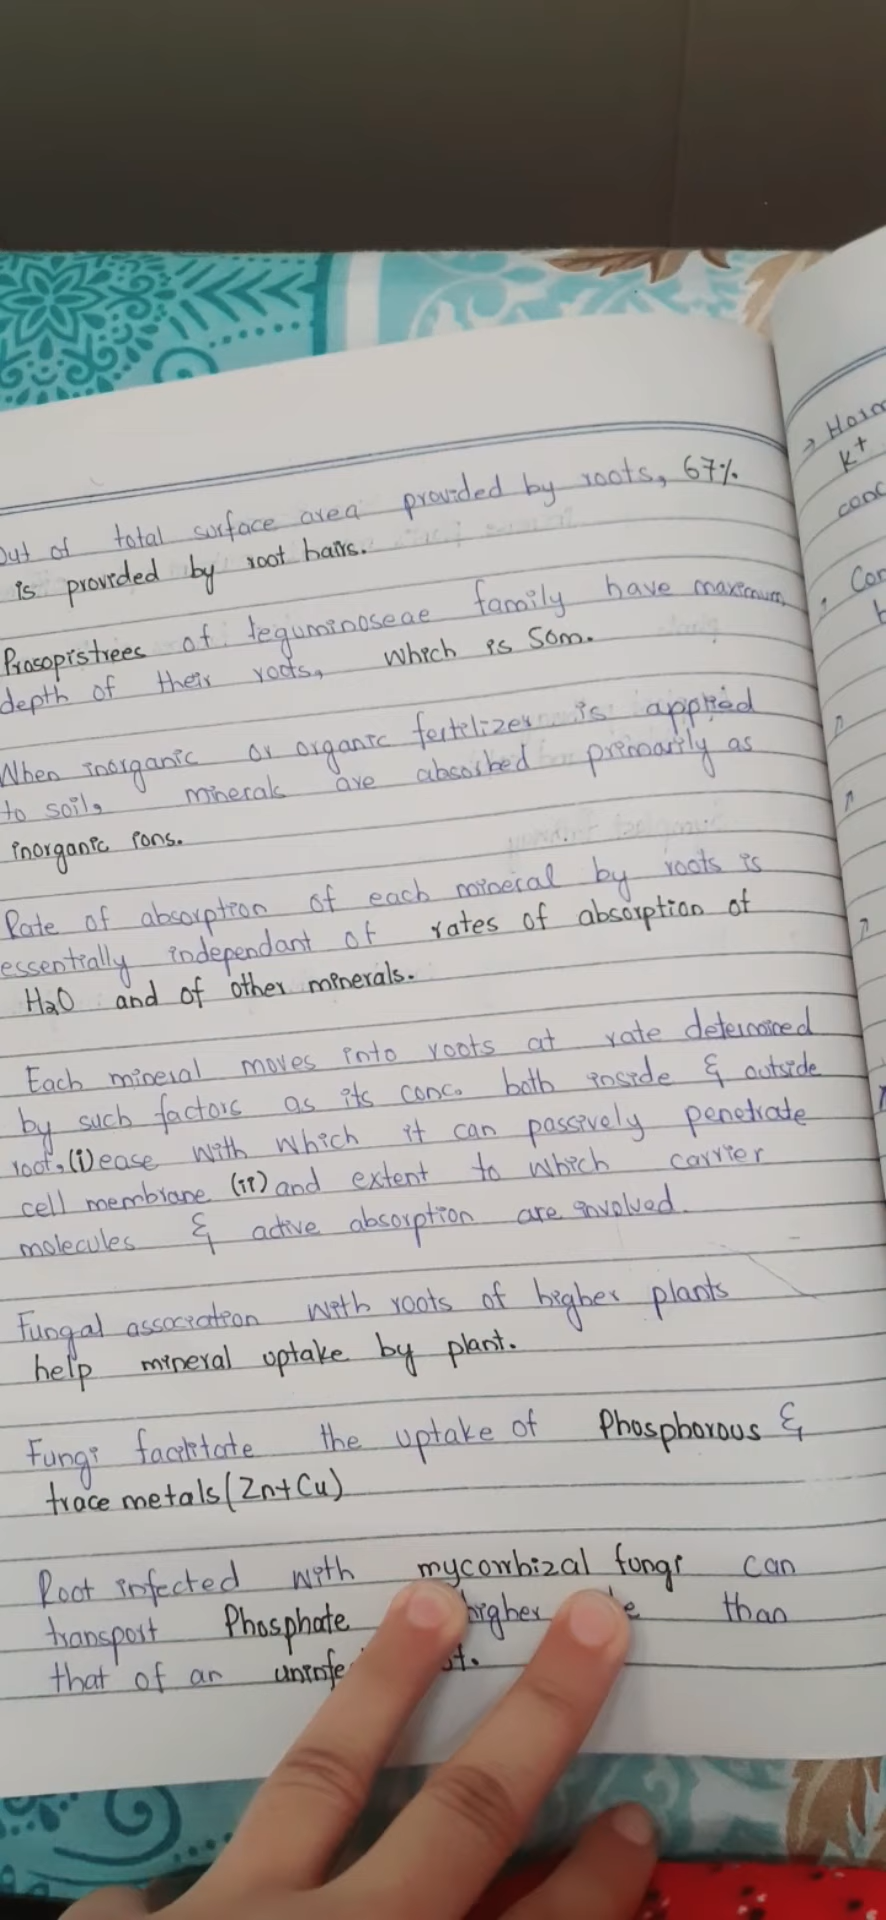 Out of total surface area provided by roots, 67%
is provided by root hairs.
Prosopistrees of leguminoseae family have maximum
depth of their roots, which is 50m.
When inorganic or organic fertilizer is applied
to soil, minerals are absorbed primarily as
inorganic ions.
Rate of absorption of each mineral by roots is
essentially independant of rates of absorption of
H₂O and of other minerals.
Each mineral moves into roots at rate determined
by such factors as its conc. both inside & outside
root, (i) ease with which it can passively penetrate
cell membrane (ii) and extent to which carrier
molecules & active absorption are involved.
Fungal association with roots of higher plants
help mineral uptake by plant.
Fungi facilitate the uptake of Phosphorous &
trace metals (Zn+Cu)
Root infected with mycorrhizal fungi can
transport Phosphate higher than
that of an
K+